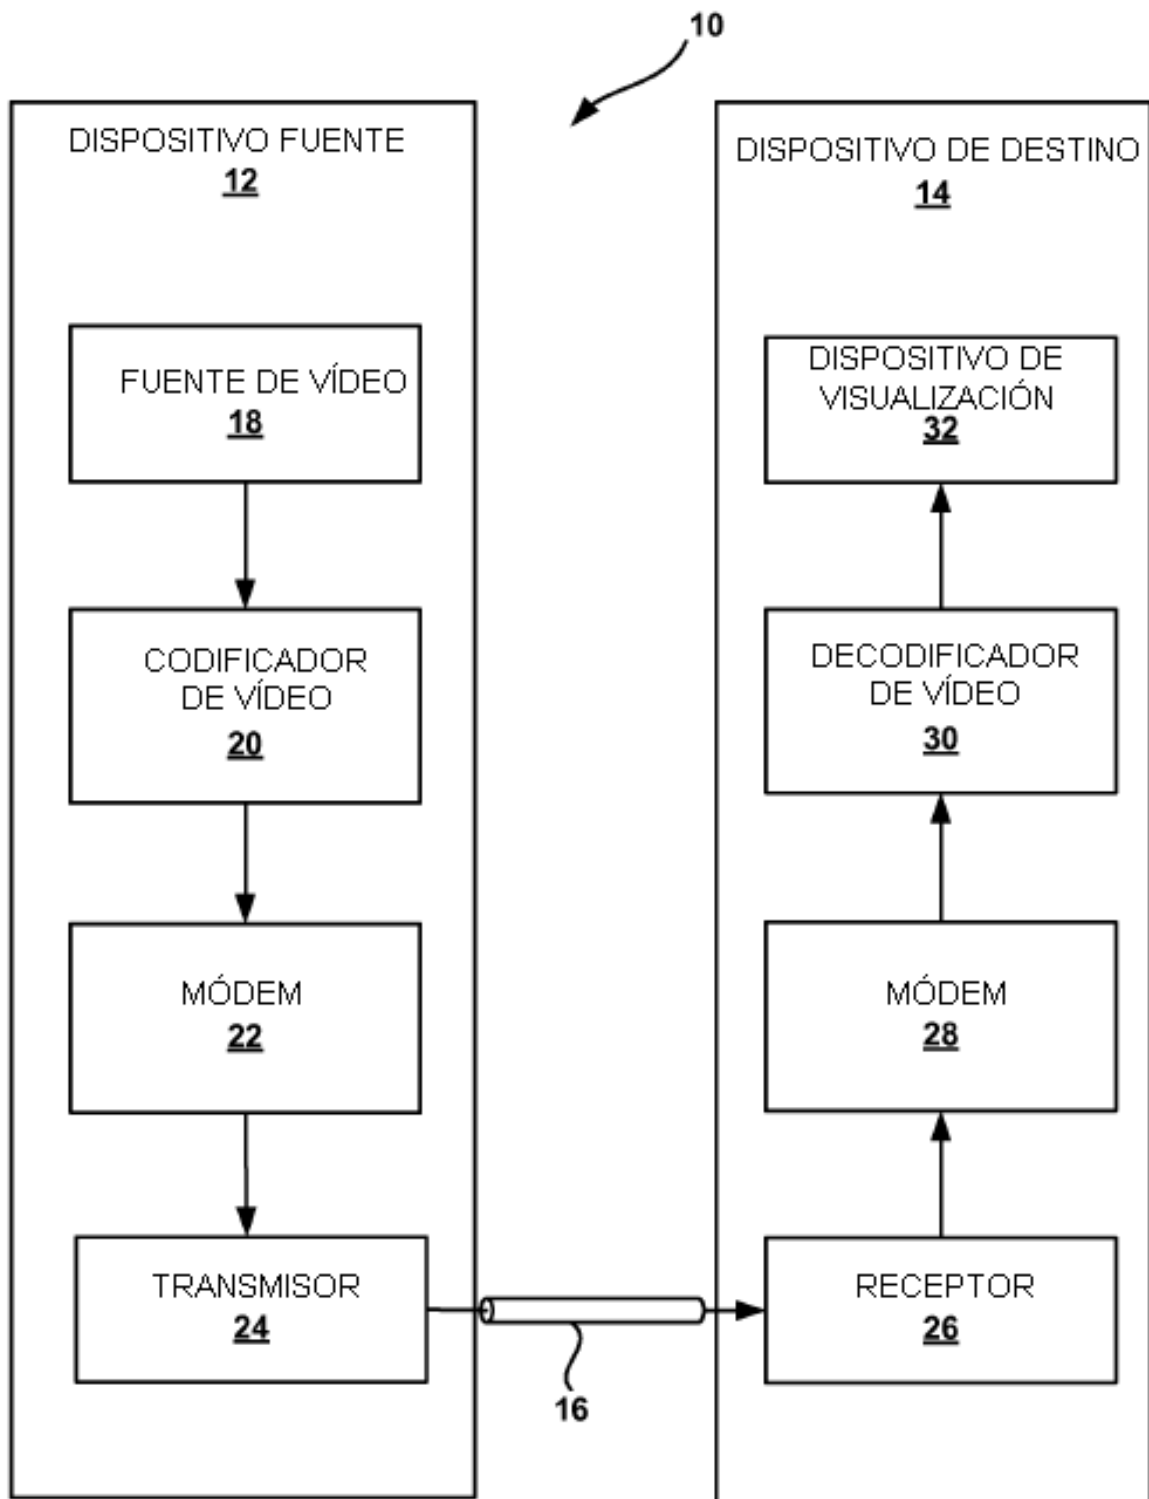 10
DISPOSITIVO FUENTE
12
FUENTE DE VÍDEO
18
CODIFICADOR
DE VÍDEO
20
MÓDEM
22
TRANSMISOR
24
16
DISPOSITIVO DE DESTINO
14
DISPOSITIVO DE
VISUALIZACIÓN
32
DECODIFICADOR
DE VÍDEO
30
MÓDEM
28
RECEPTOR
26